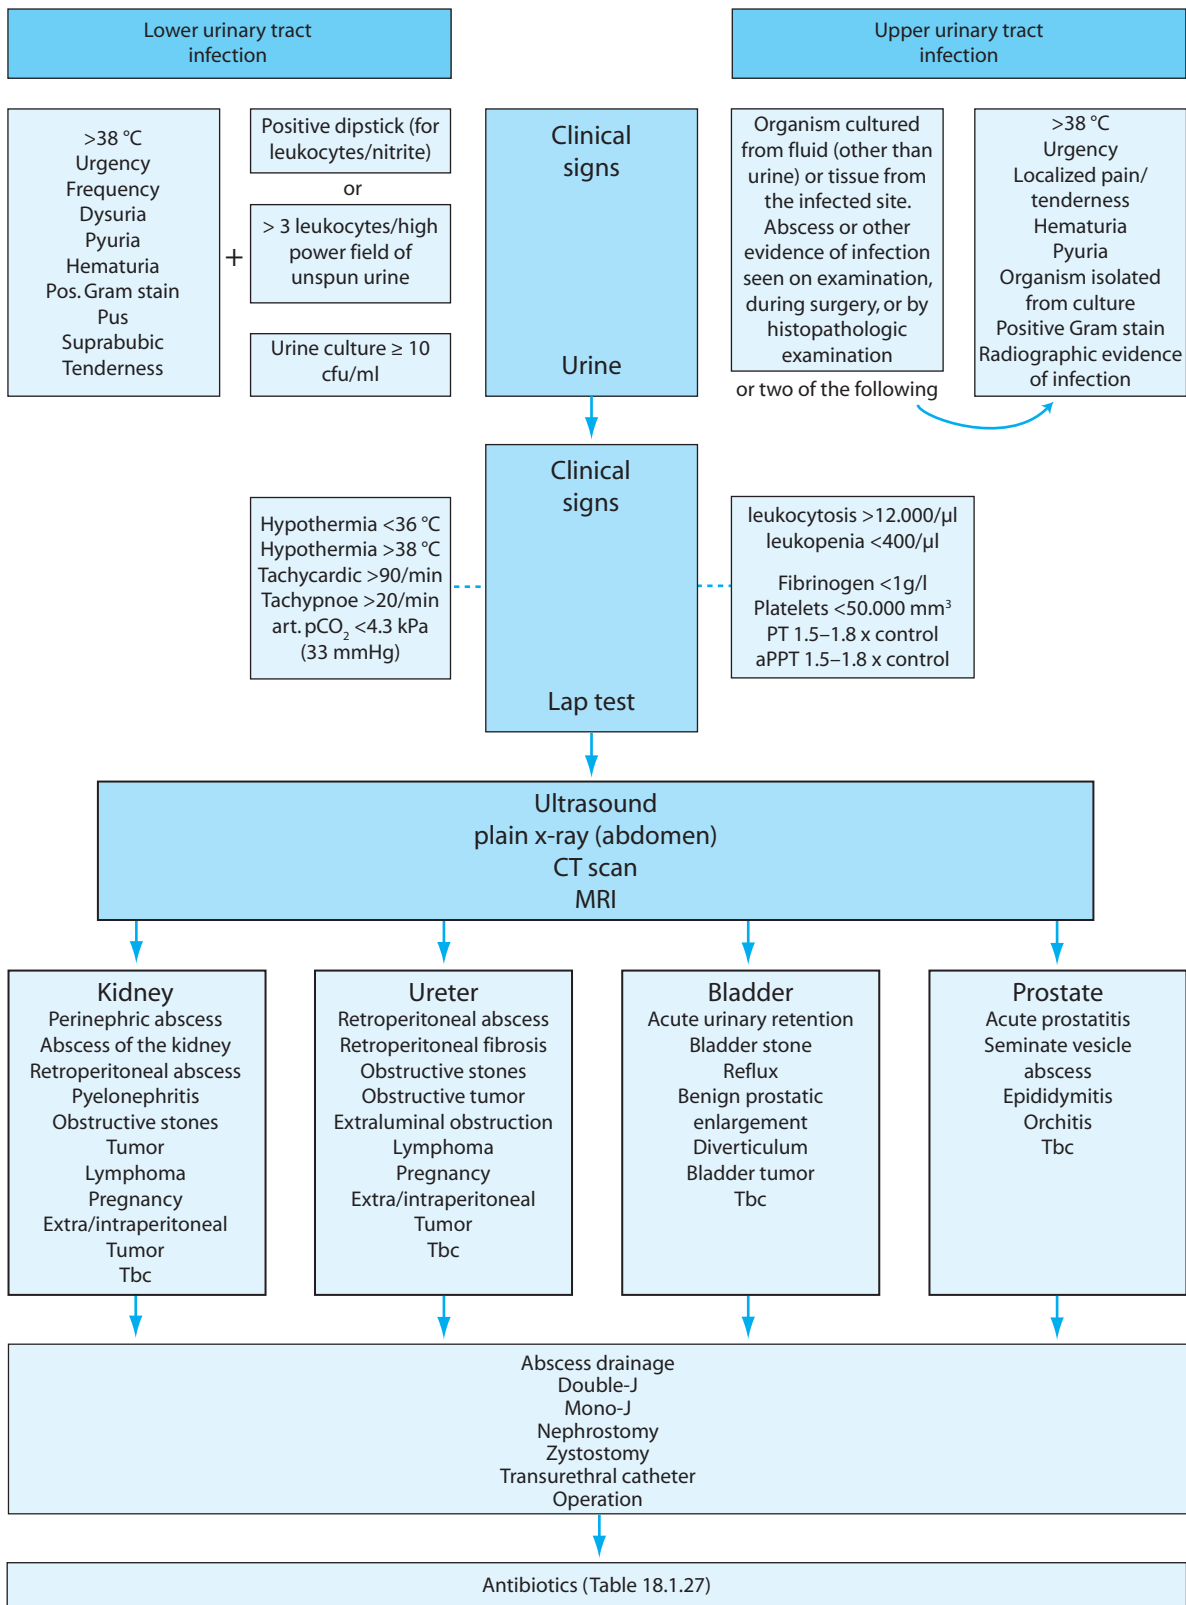 Lower urinary tract
infection
Upper urinary tract
infection
>38 °C
Urgency
Frequency
Dysuria
Pyuria
Hematuria
Pos. Gram stain
Pus
Suprabubic
Tenderness
+
Positive dipstick (for
leukocytes/nitrite)
or
> 3 leukocytes/high
power field of
unspun urine
Urine culture ≥ 10
cfu/ml
Clinical
signs
Urine
Organism cultured
from fluid (other than
urine) or tissue from
the infected site.
Abscess or other
evidence of infection
seen on examination,
during surgery, or by
histopathologic
examination
or two of the following
>38 °C
Urgency
Localized pain/
tenderness
Hematuria
Pyuria
Organism isolated
from culture
Positive Gram stain
Radiographic evidence
of infection
Hypothermia <36 °C
Hypothermia >38 °C
Tachycardic >90/min
Tachypnoe >20/min
art. pCO₂ <4.3 kPa
(33 mmHg)
Clinical
signs
Lap test
leukocytosis >12.000/µl
leukopenia <400/µl
Fibrinogen <1g/l
Platelets <50.000 mm³
PT 1.5–1.8 x control
aPPT 1.5–1.8 x control
Ultrasound
plain x-ray (abdomen)
CT scan
MRI
Kidney
Perinephric abscess
Abscess of the kidney
Retroperitoneal abscess
Pyelonephritis
Obstructive stones
Tumor
Lymphoma
Pregnancy
Extra/intraperitoneal
Tumor
Tbc
Ureter
Retroperitoneal abscess
Retroperitoneal fibrosis
Obstructive stones
Obstructive tumor
Extraluminal obstruction
Lymphoma
Pregnancy
Extra/intraperitoneal
Tumor
Tbc
Bladder
Acute urinary retention
Bladder stone
Reflux
Benign prostatic
enlargement
Diverticulum
Bladder tumor
Tbc
Prostate
Acute prostatitis
Seminate vesicle
abscess
Epididymitis
Orchitis
Tbc
Abscess drainage
Double-J
Mono-J
Nephrostomy
Zystostomy
Transurethral catheter
Operation
Antibiotics (Table 18.1.27)